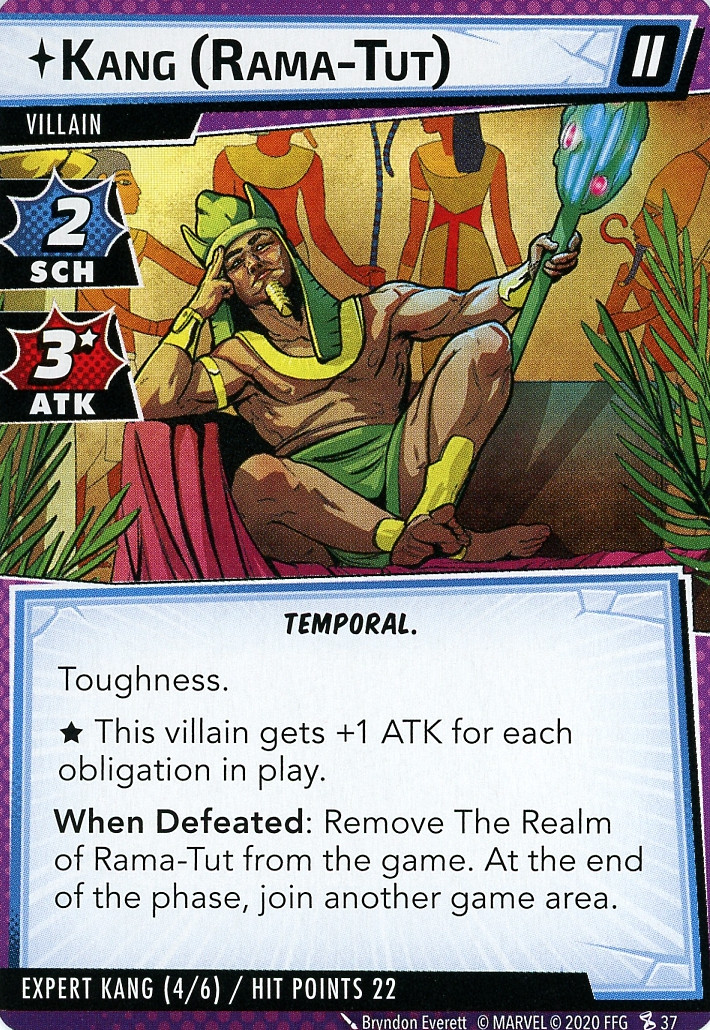 Kang (Rama-Tut)
II
VILLAIN
2
SCH
3★
ATK
TEMPORAL.
Toughness.
★ This villain gets +1 ATK for each
obligation in play.
When Defeated: Remove The Realm
of Rama-Tut from the game. At the end
of the phase, join another game area.
EXPERT KANG (4/6) / HIT POINTS 22
Bryndon Everett © MARVEL © 2020 FFG 37